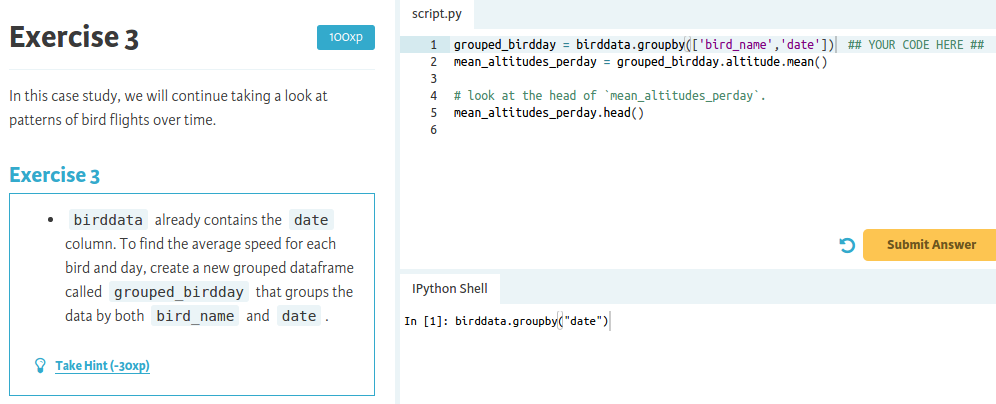 Exercise 3
100xp
In this case study, we will continue taking a look at
patterns of bird flights over time.
Exercise 3
• birddata already contains the date
column. To find the average speed for each
bird and day, create a new grouped dataframe
called grouped_birdday that groups the
data by both bird_name and date .
Take Hint (-30xp)
script.py
1 grouped_birdday = birddata.groupby(['bird_name','date']) ## YOUR CODE HERE ##
2 mean_altitudes_perday = grouped_birdday.altitude.mean()
3
4 # look at the head of `mean_altitudes_perday`.
5 mean_altitudes_perday.head()
6
Submit Answer
IPython Shell
In [1]: birddata.groupby("date")